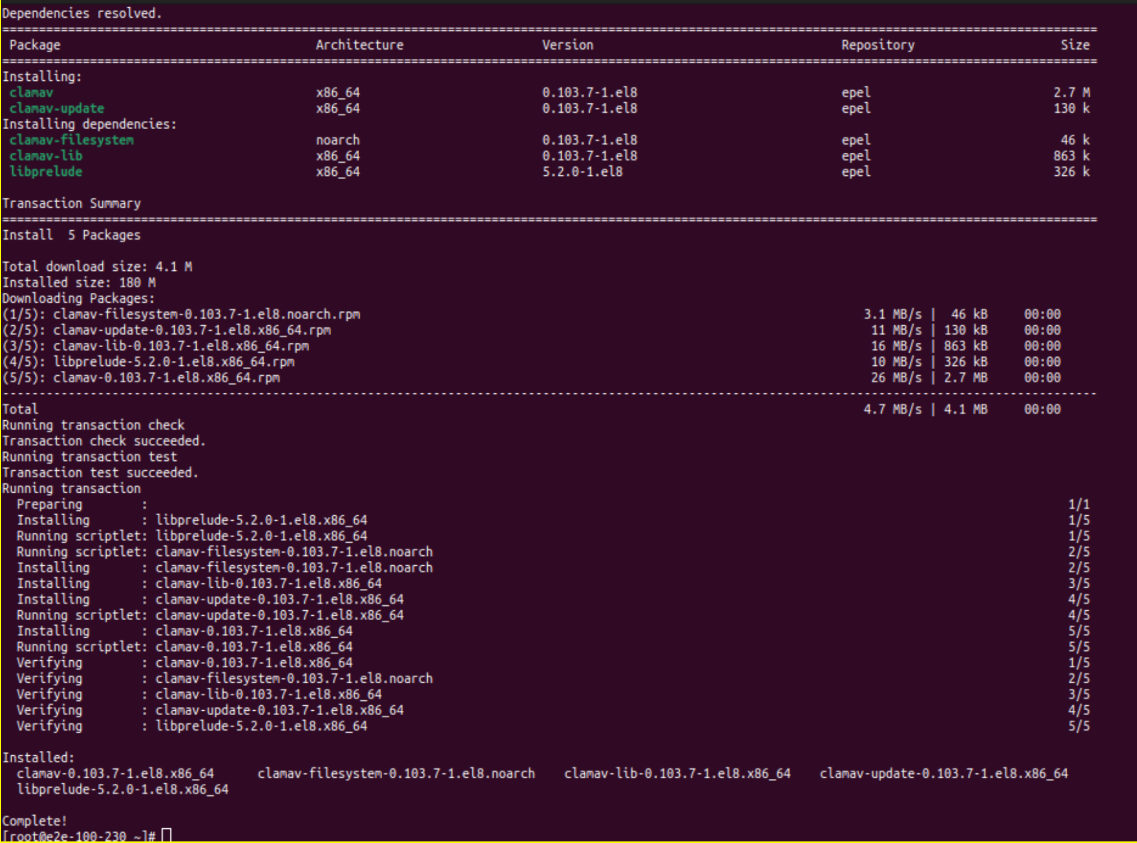 Dependencies resolved.
================================================================================
Package Architecture Version Repository Size
================================================================================
Installing:
clamav x86_64 0.103.7-1.el8 epel 2.7 M
clamav-update x86_64 0.103.7-1.el8 epel 130 k
Installing dependencies:
clamav-filesystem noarch 0.103.7-1.el8 epel 46 k
clamav-lib x86_64 0.103.7-1.el8 epel 863 k
libprelude x86_64 5.2.0-1.el8 epel 326 k
Transaction Summary
================================================================================
Install 5 Packages
Total download size: 4.1 M
Installed size: 180 M
Downloading Packages:
(1/5): clamav-filesystem-0.103.7-1.el8.noarch.rpm 3.1 MB/s | 46 kB 00:00
(2/5): clamav-update-0.103.7-1.el8.x86_64.rpm 11 MB/s | 130 kB 00:00
(3/5): clamav-lib-0.103.7-1.el8.x86_64.rpm 16 MB/s | 863 kB 00:00
(4/5): libprelude-5.2.0-1.el8.x86_64.rpm 10 MB/s | 326 kB 00:00
(5/5): clamav-0.103.7-1.el8.x86_64.rpm 26 MB/s | 2.7 MB 00:00
--------------------------------------------------------------------------------
Total 4.7 MB/s | 4.1 MB 00:00
Running transaction check
Transaction check succeeded.
Running transaction test
Transaction test succeeded.
Running transaction
Preparing : 1/1
Installing : libprelude-5.2.0-1.el8.x86_64 1/5
Running scriptlet: libprelude-5.2.0-1.el8.x86_64 1/5
Running scriptlet: clamav-filesystem-0.103.7-1.el8.noarch 2/5
Installing : clamav-filesystem-0.103.7-1.el8.noarch 2/5
Installing : clamav-lib-0.103.7-1.el8.x86_64 3/5
Installing : clamav-update-0.103.7-1.el8.x86_64 4/5
Running scriptlet: clamav-update-0.103.7-1.el8.x86_64 4/5
Installing : clamav-0.103.7-1.el8.x86_64 5/5
Running scriptlet: clamav-0.103.7-1.el8.x86_64 5/5
Verifying : clamav-0.103.7-1.el8.x86_64 1/5
Verifying : clamav-filesystem-0.103.7-1.el8.noarch 2/5
Verifying : clamav-lib-0.103.7-1.el8.x86_64 3/5
Verifying : clamav-update-0.103.7-1.el8.x86_64 4/5
Verifying : libprelude-5.2.0-1.el8.x86_64 5/5
Installed:
clamav-0.103.7-1.el8.x86_64 clamav-filesystem-0.103.7-1.el8.noarch clamav-lib-0.103.7-1.el8.x86_64 clamav-update-0.103.7-1.el8.x86_64
libprelude-5.2.0-1.el8.x86_64
Complete!
[root@e2e-100-230 ~]#